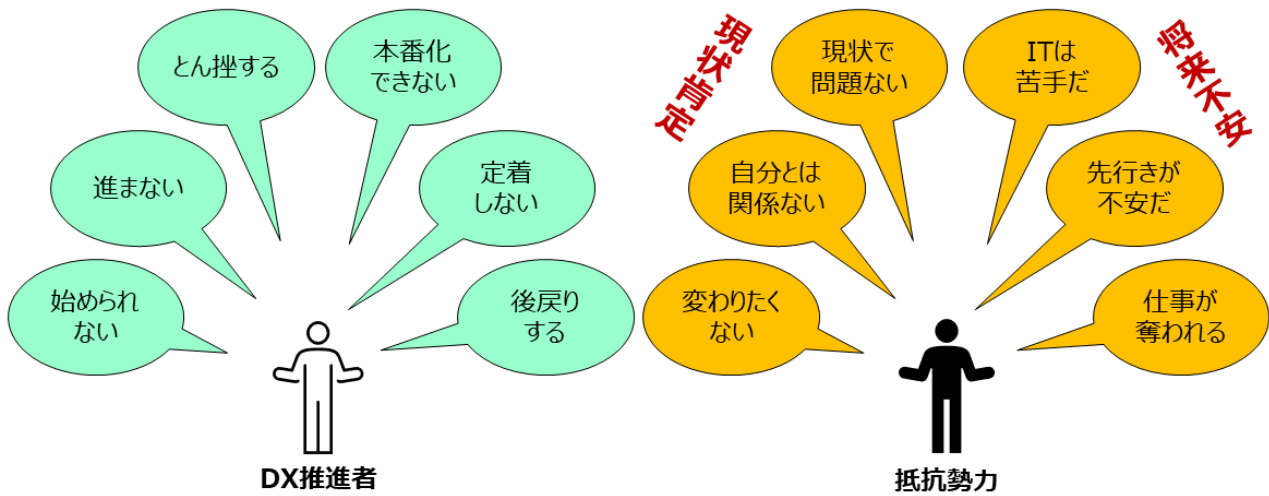 とん挫する
本番化
できない
進まない
定着
しない
始められ
ない
後戻り
する
DX推進者
現状肯定
現状で
問題ない
ITは
苦手だ
将来不安
自分とは
関係ない
先行きが
不安だ
変わりたく
ない
仕事が
奪われる
抵抗勢力